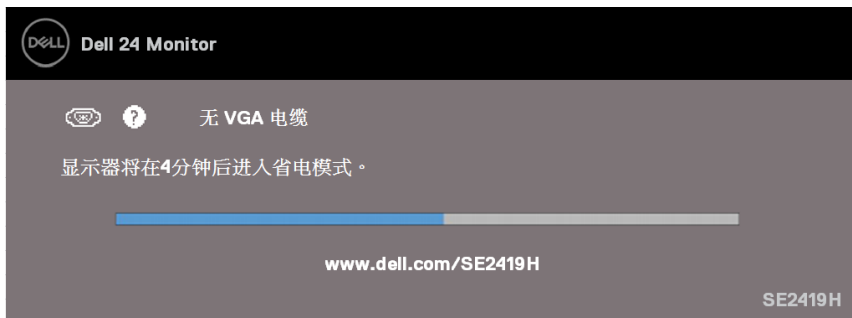 DELL Dell 24 Monitor
? 无 VGA 电缆
显示器将在4分钟后进入省电模式。
www.dell.com/SE2419H
SE2419H